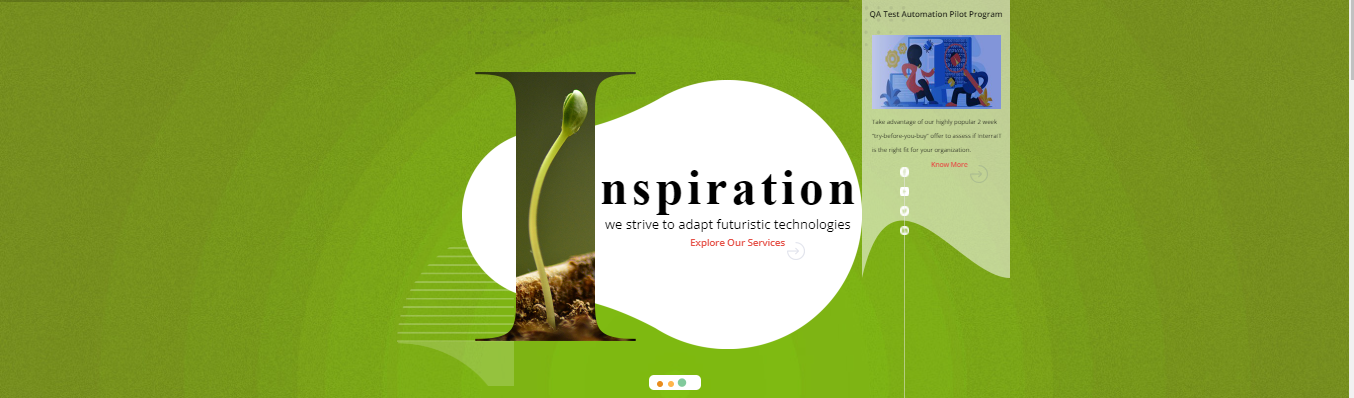 QA Test Automation Pilot Program
Take advantage of our highly popular 2 week
"try-before-you-buy" offer to assess if InterraIT
is the right fit for your organization.
Know More
Inspiration
we strive to adapt futuristic technologies
Explore Our Services